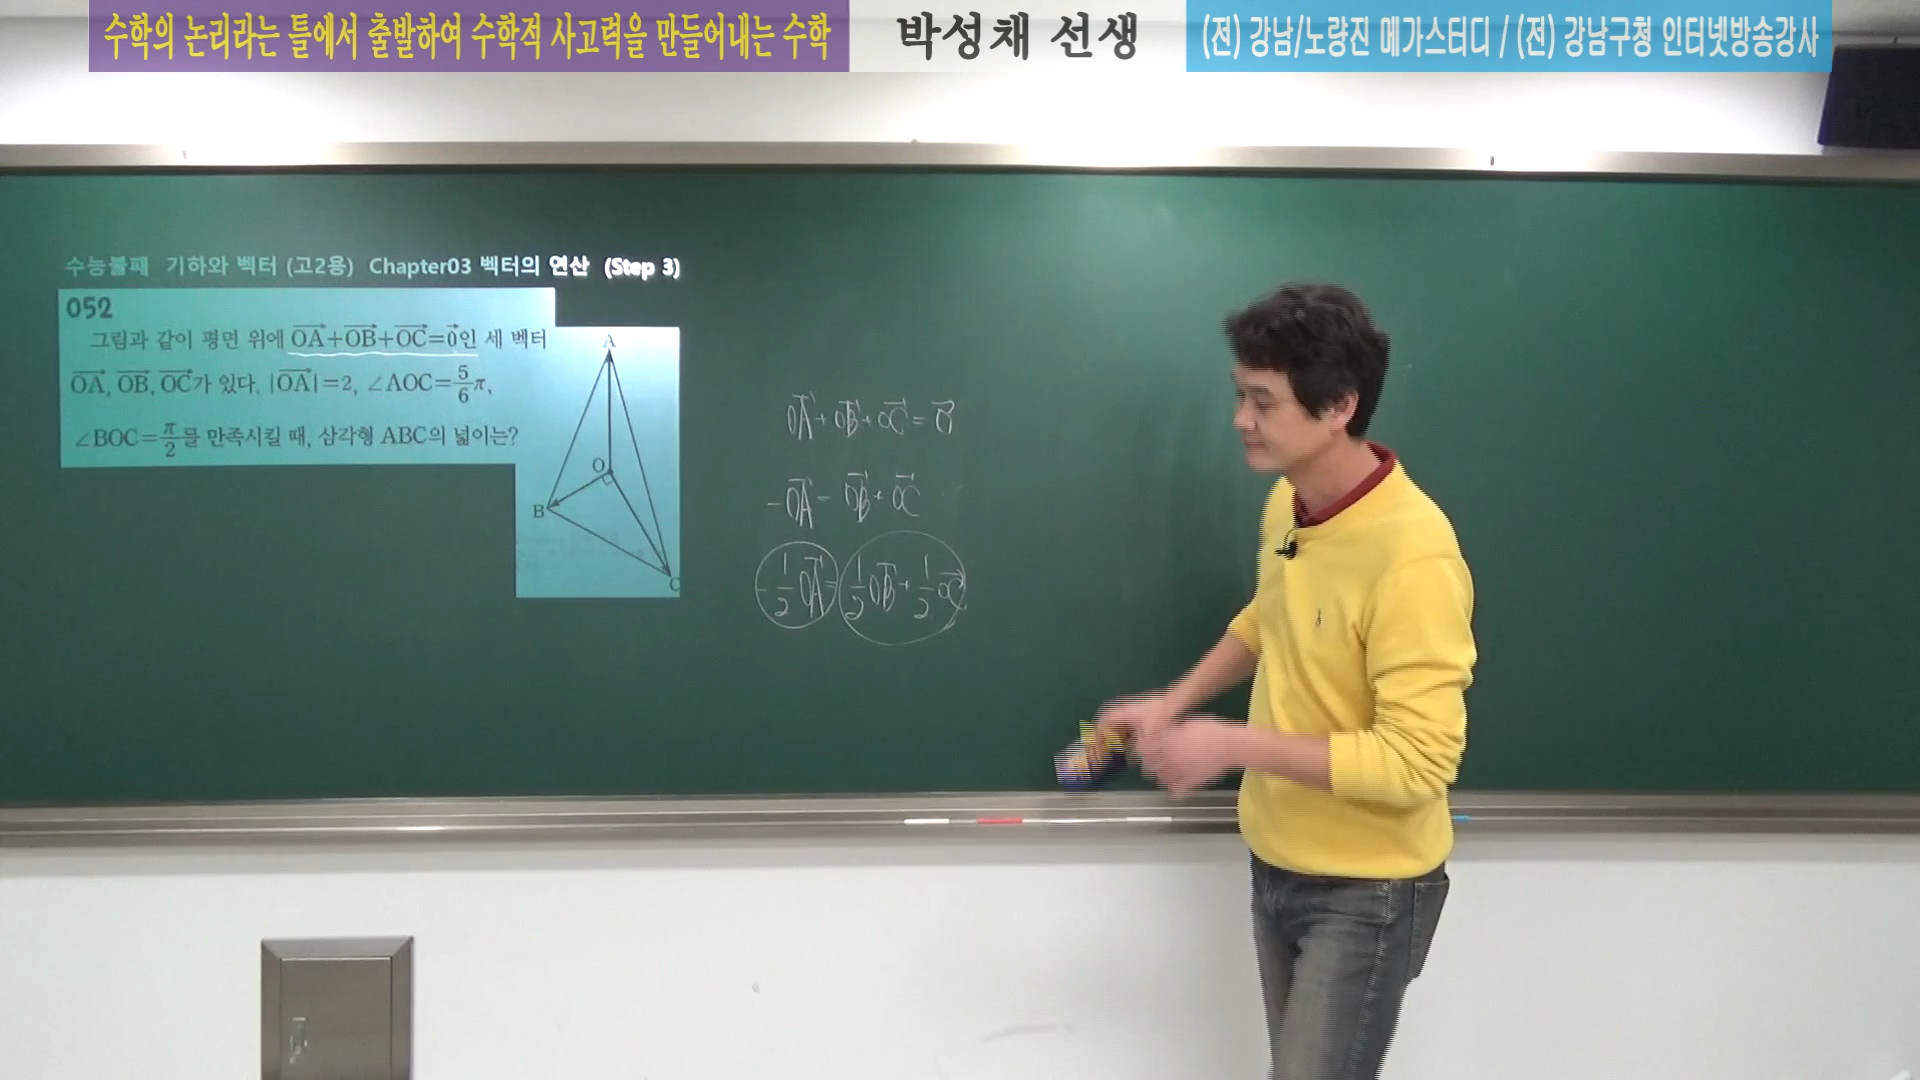 수학의 논리라는 틀에서 출발하여 수학적 사고력을 만들어내는 수학
박성채 선생
(전) 강남/노량진 메가스터디 / (전) 강남구청 인터넷방송강사
수능불패 기하와 벡터 (고2용) Chapter03 벡터의 연산 (Step 3)
052
그림과 같이 평면 위에 OA+OB+OC=0인 세 벡터
OA, OB, OC가 있다. |OA|=2, ∠AOC=5/6π,
∠BOC=π/2를 만족시킬 때, 삼각형 ABC의 넓이는?
A
O
B
C
OA+OB+OC=0
-OA=OB+OC
-1/2OA=1/2OB+1/2OC